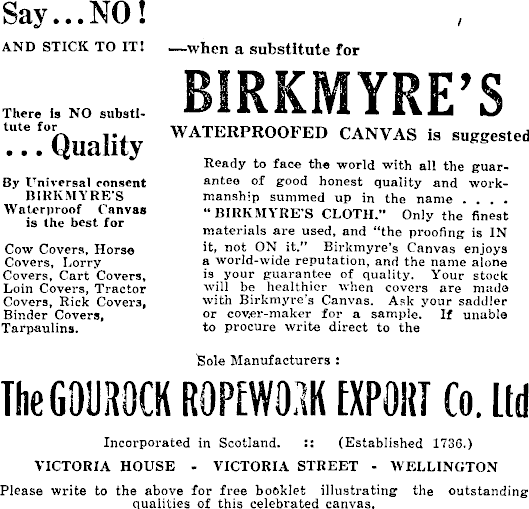 Say...NO!
AND STICK TO IT!
There is NO substi-
tute for
...Quality
By Universal consent
BIRKMYRE'S
Waterproof Canvas
is the best for
Cow Covers, Horse
Covers, Lorry
Covers, Cart Covers,
Loin Covers, Tractor
Covers, Rick Covers,
Binder Covers,
Tarpaulins.
—when a substitute for
BIRKMYRE'S
WATERPROOFED CANVAS is suggested
Ready to face the world with all the guar-
antee of good honest quality and work-
manship summed up in the name . . . .
"BIRKMYRE'S CLOTH." Only the finest
materials are used, and "the proofing is IN
it, not ON it." Birkmyre's Canvas enjoys
a world-wide reputation, and the name alone
is your guarantee of quality. Your stock
will be healthier when covers are made
with Birkmyre's Canvas. Ask your saddler
or cover-maker for a sample. If unable
to procure write direct to the
Sole Manufacturers :
The GOUROCK ROPEWORK EXPORT Co. Ltd
Incorporated in Scotland. :: (Established 1736.)
VICTORIA HOUSE - VICTORIA STREET - WELLINGTON
Please write to the above for free booklet illustrating the outstanding
qualities of this celebrated canvas.